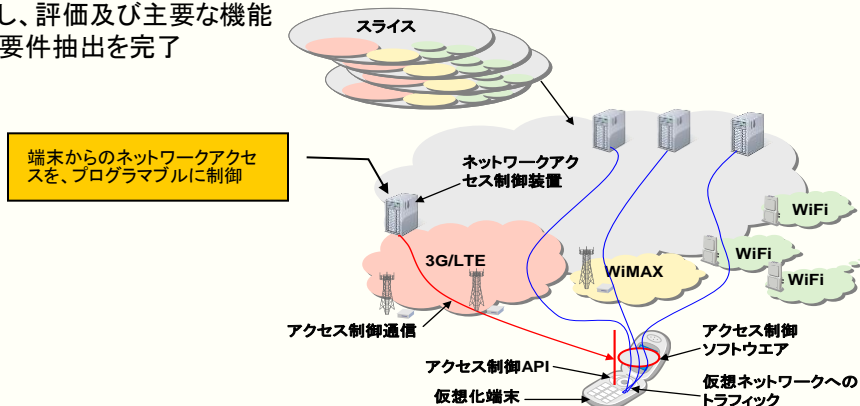 し、評価及び主要な機能
要件抽出を完了
スライス
端末からのネットワークアクセ
スを、プログラマブルに制御
ネットワークアク
セス制御装置
WiFi
3G/LTE
WiMAX
WiFi
WiFi
アクセス制御通信
アクセス制御
ソフトウエア
アクセス制御API
仮想化端末
仮想ネットワークへの
トラフィック